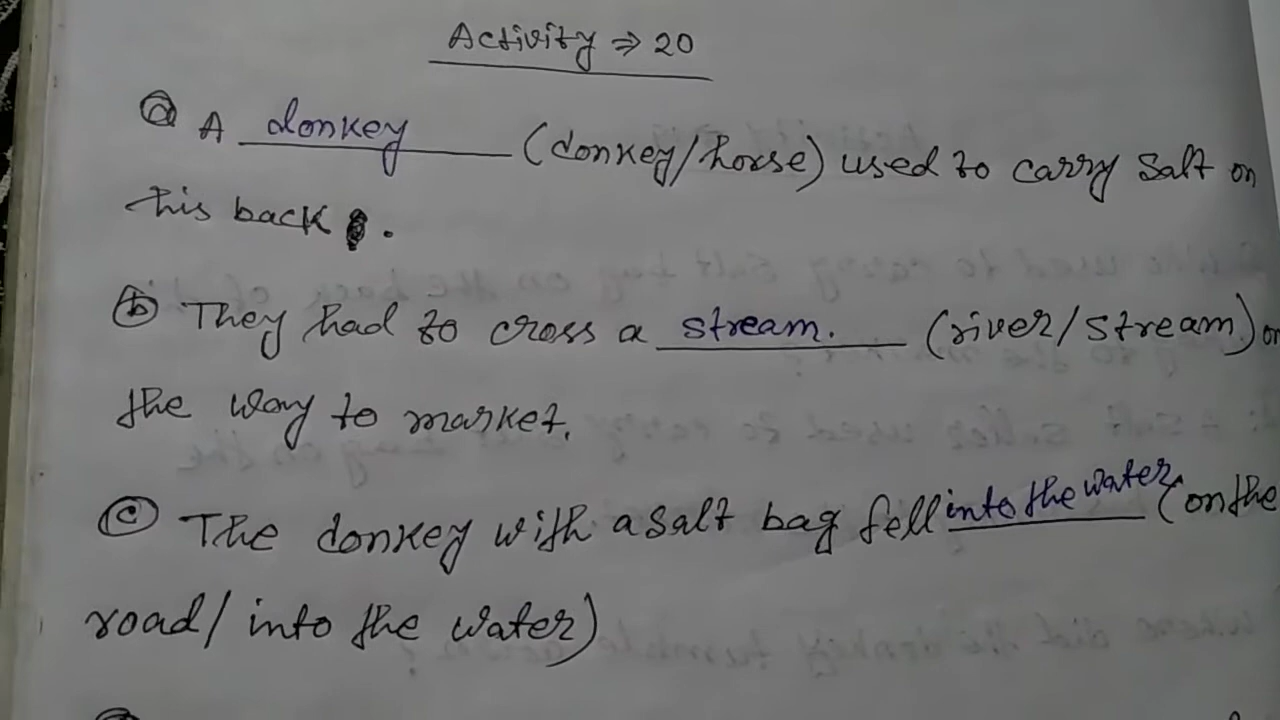 Activity ⇒ 20
ⓐ A donkey (donkey/horse) used to carry Salt on
his back .
ⓑ They had to cross a stream. (river/stream) on
the way to market.
ⓒ The donkey with a salt bag fell into the water (on the
road/ into the water)